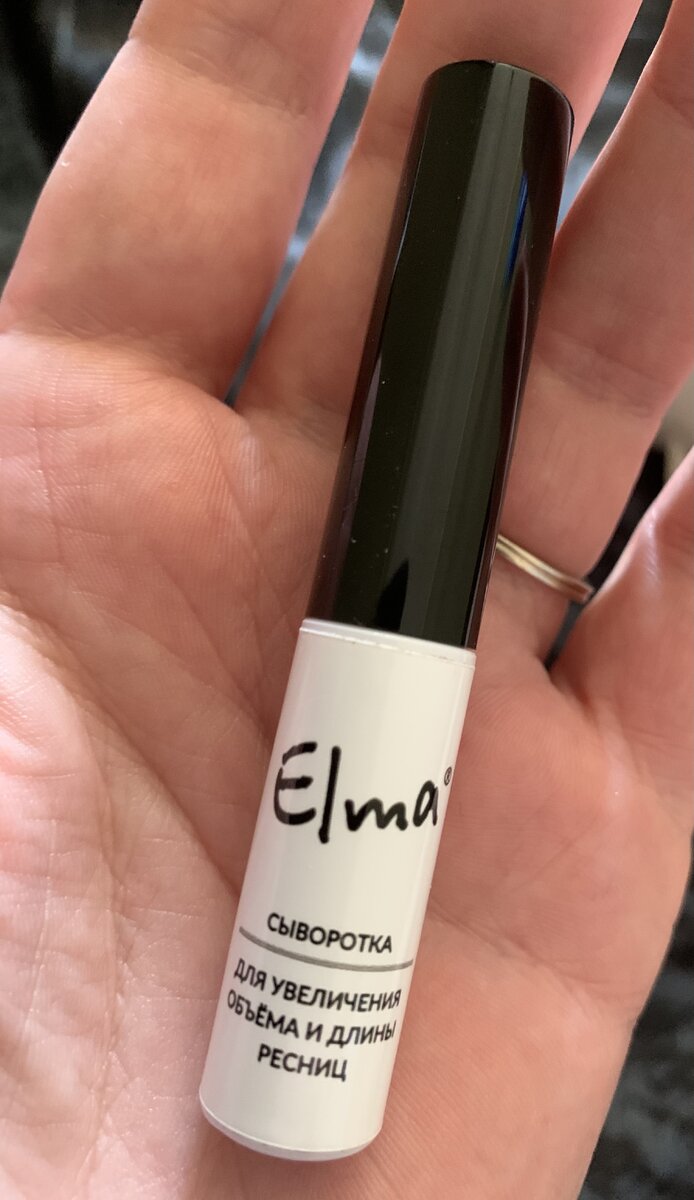 Elma®
СЫВОРОТКА
ДЛЯ УВЕЛИЧЕНИЯ
ОБЪЁМА И ДЛИНЫ
РЕСНИЦ